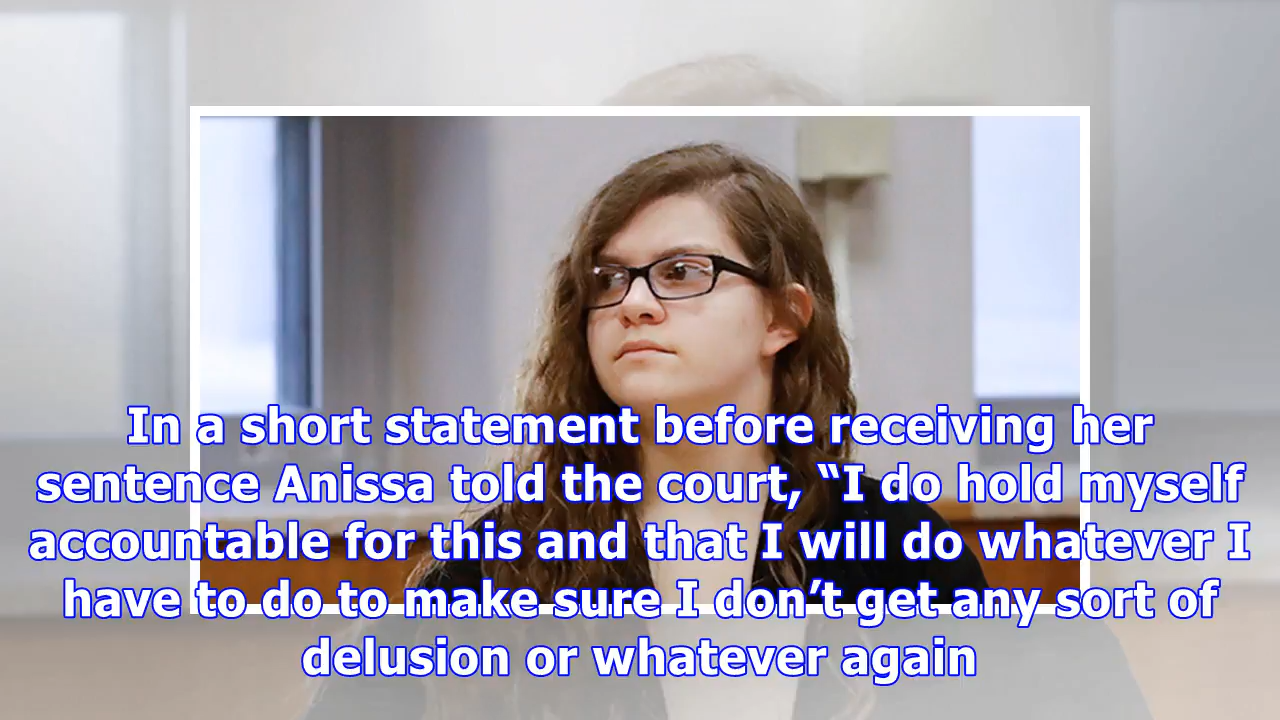 In a short statement before receiving her
sentence Anissa told the court, “I do hold myself
accountable for this and that I will do whatever I
have to do to make sure I don’t get any sort of
delusion or whatever again